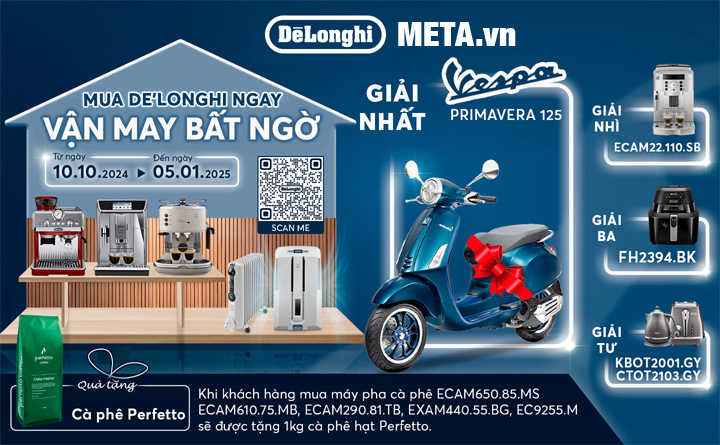 DēLonghi META.vn
MUA DE'LONGHI NGAY
VẬN MAY BẤT NGỜ
Từ ngày
10.10.2024
Đến ngày
05.01.2025
DēLonghi
SCAN ME
GIẢI
NHẤT
Vespa
PRIMAVERA 125
GIẢI
NHÌ
ECAM22.110.SB
GIẢI
BA
FH2394.BK
GIẢI
TƯ
KBOT2001.GY
CTOT2103.GY
perfetto
Quà tặng
Cà phê Perfetto
Khi khách hàng mua máy pha cà phê ECAM650.85.MS
ECAM610.75.MB, ECAM290.81.TB, EXAM440.55.BG, EC9255.M
sẽ được tặng 1kg cà phê hạt Perfetto.